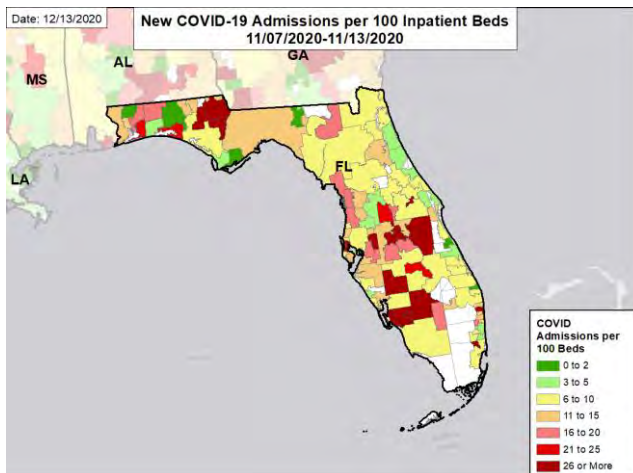 Date: 12/13/2020
New COVID-19 Admissions per 100 Inpatient Beds
11/07/2020-11/13/2020
MS
AL
GA
LA
FL
COVID
Admissions per
100 Beds
0 to 2
3 to 5
6 to 10
11 to 15
16 to 20
21 to 25
26 or More